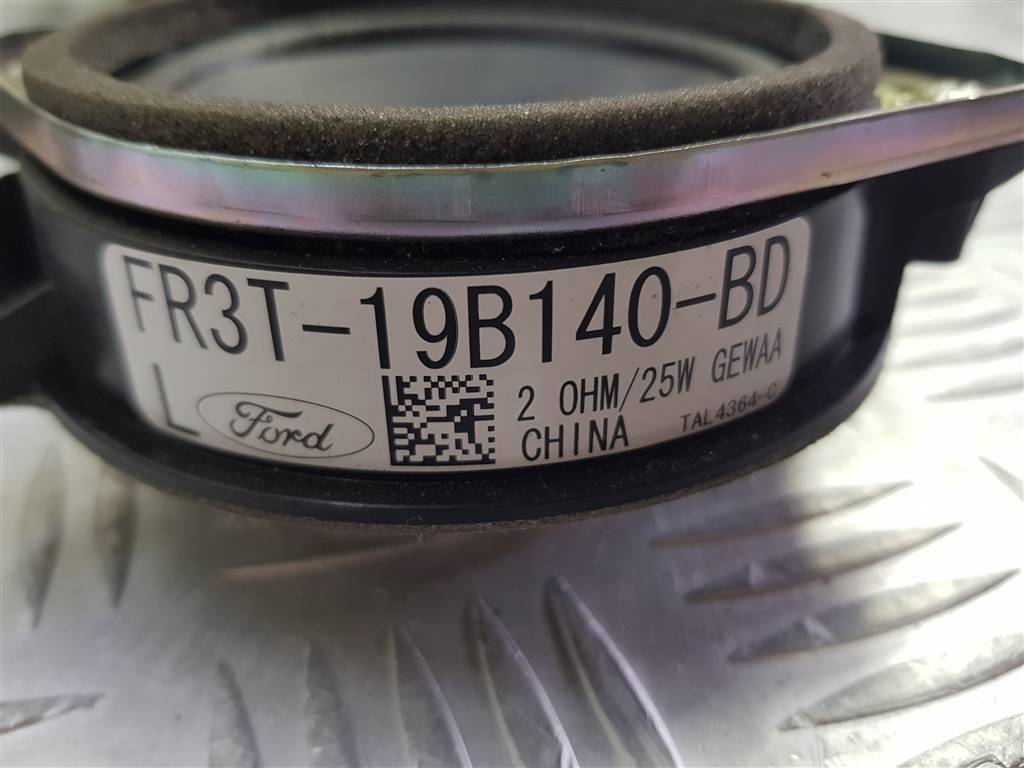 FR3T-19B140-BD
L Ford 2 OHM/25W GEWAA
CHINA TAL4364-C